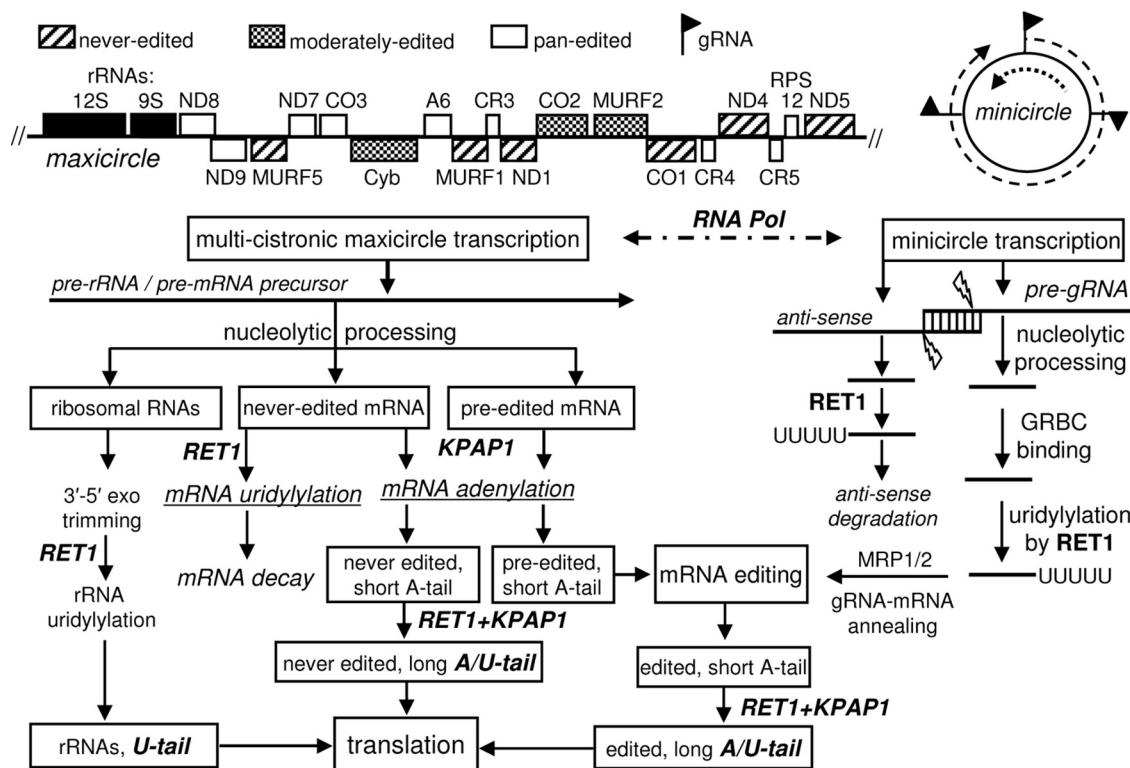 never-edited
moderately-edited
pan-edited
gRNA
rRNAs:
12S
9S
ND8
ND7
CO3
A6
CR3
CO2
MURF2
ND4
RPS
12
ND5
minicircle
//
//
maxicircle
ND9
MURF5
Cyb
MURF1
ND1
CO1
CR4
CR5
RNA Pol
multi-cistronic maxicircle transcription
minicircle transcription
pre-rRNA / pre-mRNA precursor
pre-gRNA
anti-sense
nucleolytic processing
nucleolytic
processing
ribosomal RNAs
never-edited mRNA
pre-edited mRNA
RET1
UUUUU
GRBC
binding
RET1
KPAP1
3′-5′ exo
trimming
mRNA uridylylation
mRNA adenylation
anti-sense
degradation
uridylylation
by RET1
UUUUU
RET1
rRNA
uridylylation
mRNA decay
never edited,
short A-tail
pre-edited,
short A-tail
mRNA editing
MRP1/2
gRNA-mRNA
annealing
RET1+KPAP1
never edited, long A/U-tail
edited, short A-tail
RET1+KPAP1
rRNAs, U-tail
translation
edited, long A/U-tail